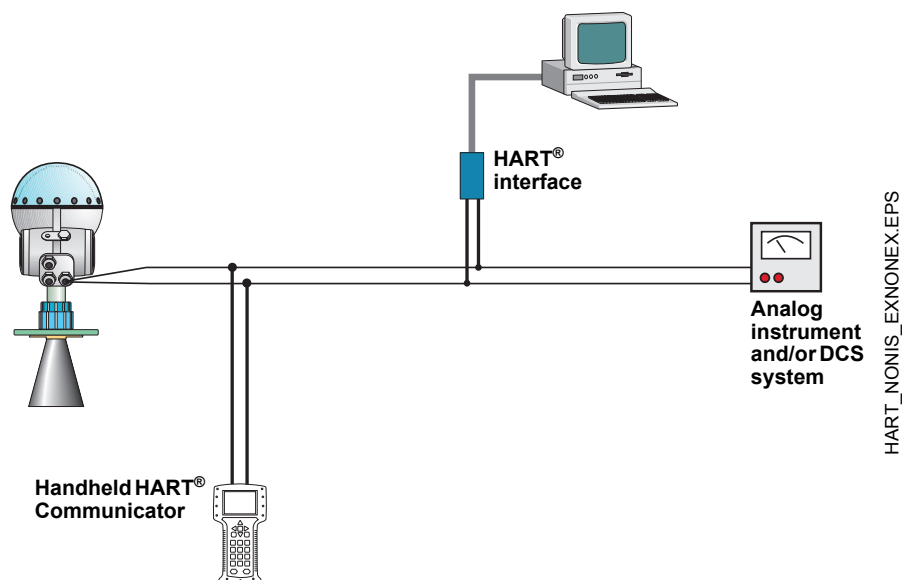 HART®
interface
Analog
instrument
and/or DCS
system
Handheld HART®
Communicator
HART_NONIS_EXNONEX.EPS